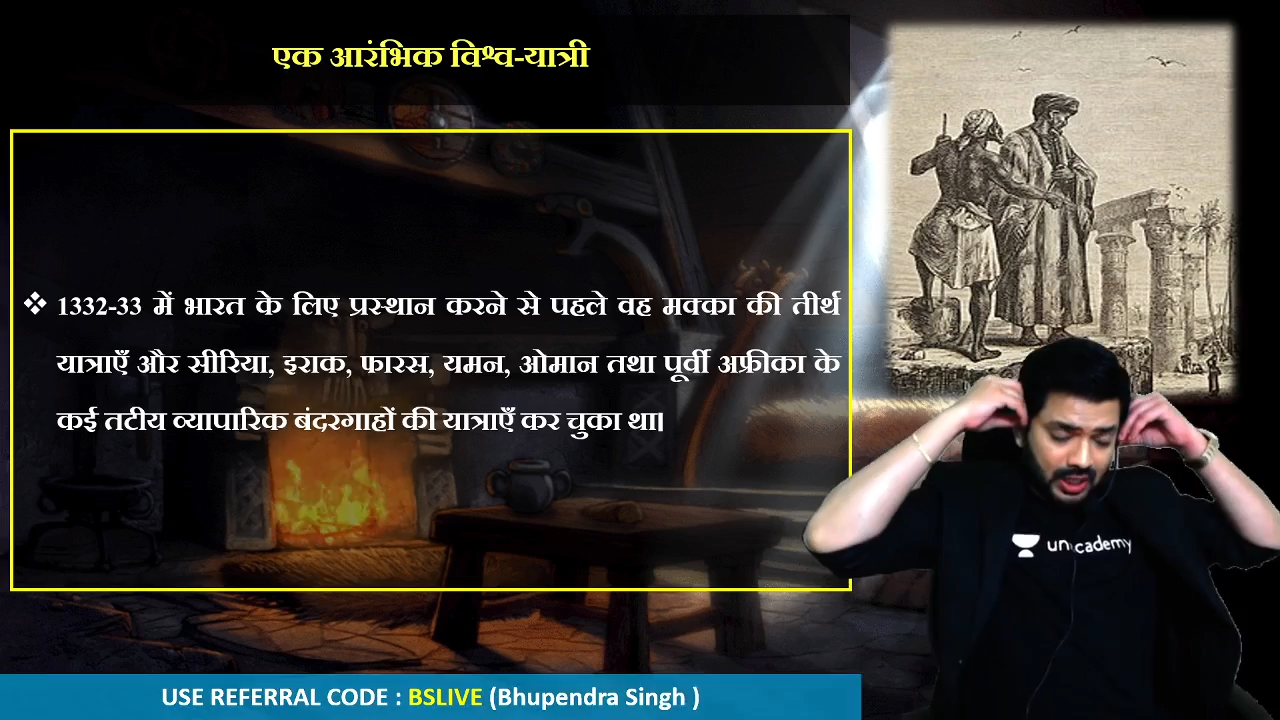 एक आरंभिक विश्व-यात्री
❖ 1332-33 में भारत के लिए प्रस्थान करने से पहले वह मक्का की तीर्थ
यात्राएँ और सीरिया, इराक, फारस, यमन, ओमान तथा पूर्वी अफ्रीका के
कई तटीय व्यापारिक बंदरगाहों की यात्राएँ कर चुका था।
unacademy
USE REFERRAL CODE : BSLIVE (Bhupendra Singh )